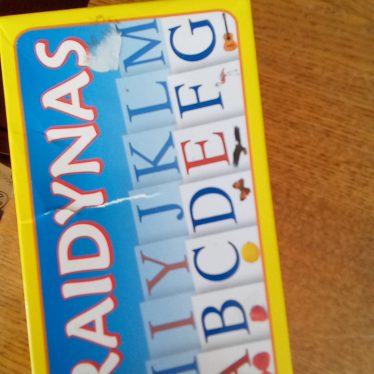 RAIDYNAS
I Y J K L M
A B C D E F G